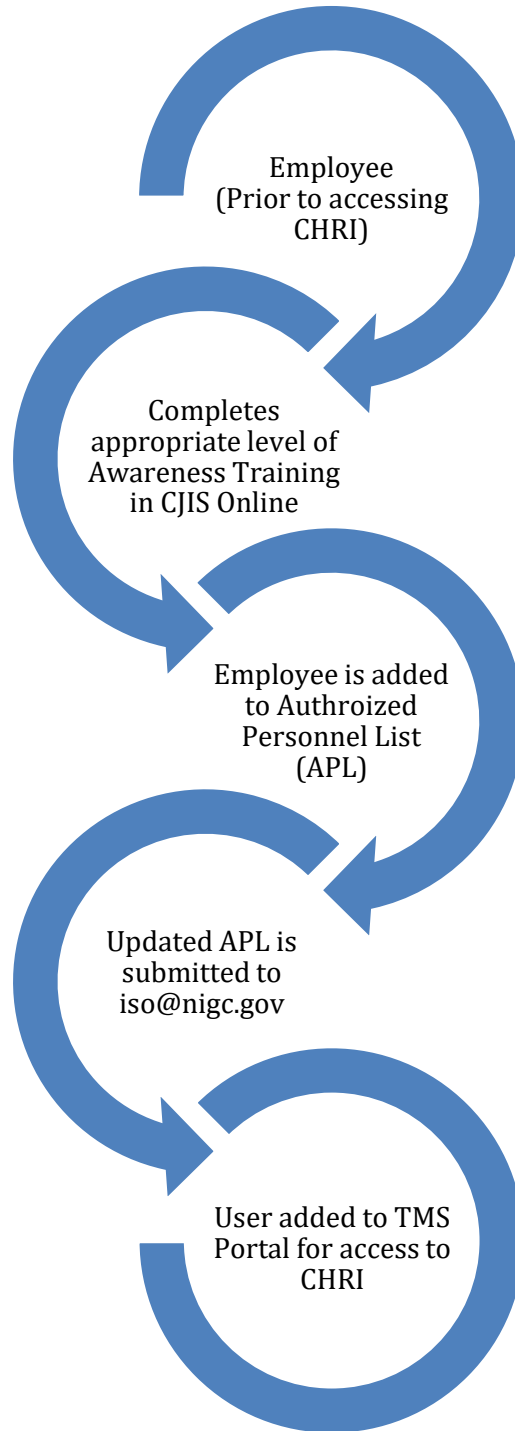 Employee
(Prior to accessing
CHRI)
Completes
appropriate level of
Awareness Training
in CJIS Online
Employee is added
to Authroized
Personnel List
(APL)
Updated APL is
submitted to
iso@nigc.gov
User added to TMS
Portal for access to
CHRI